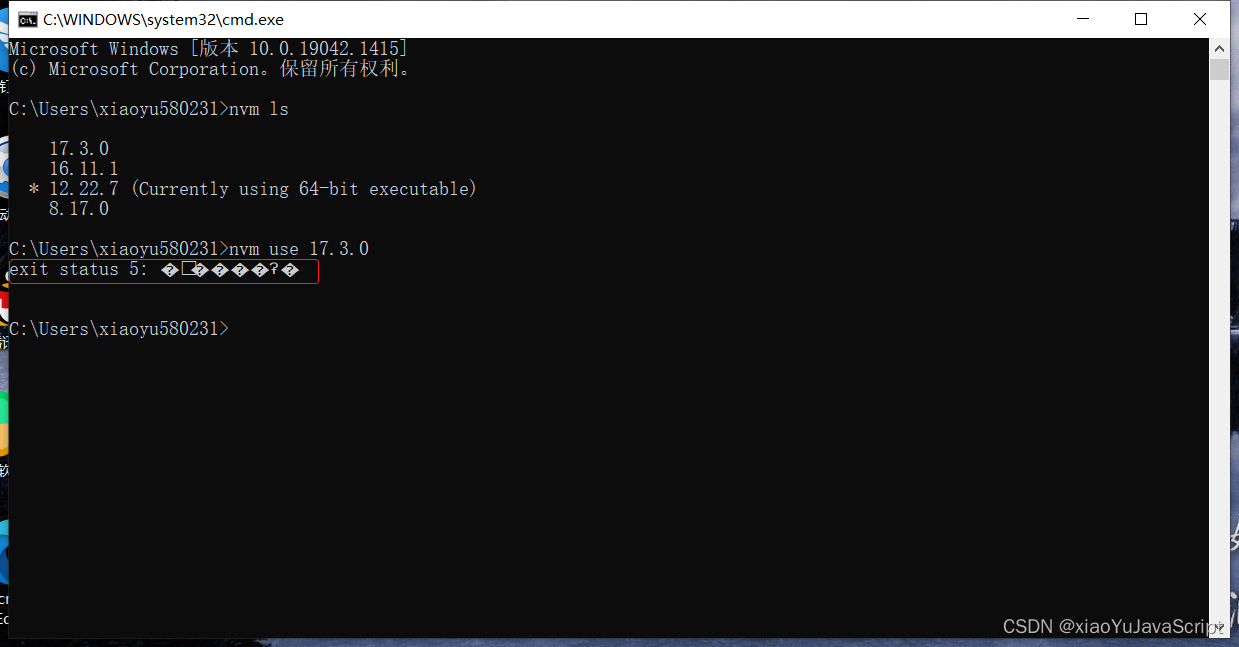 C:\WINDOWS\system32\cmd.exe
Microsoft Windows [版本 10.0.19042.1415]
(c) Microsoft Corporation。保留所有权利。
C:\Users\xiaoyu580231>nvm ls
17.3.0
16.11.1
* 12.22.7 (Currently using 64-bit executable)
8.17.0
C:\Users\xiaoyu580231>nvm use 17.3.0
exit status 5: �□����ʔ�
C:\Users\xiaoyu580231>
CSDN @xiaoYuJavaScript